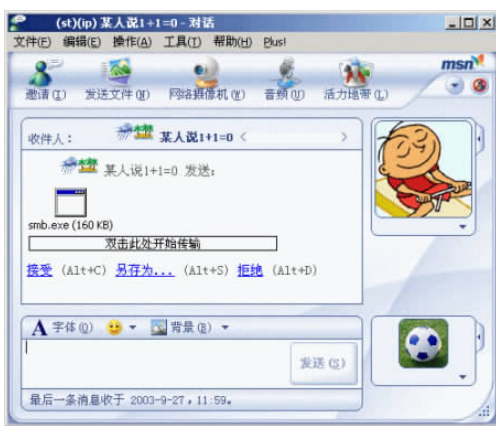 (st)(ip) 某人说1+1=0 - 对话
文件(F) 编辑(E) 操作(A) 工具(T) 帮助(H) Plus!
msn
邀请(I) 发送文件(N) 网络摄像机(W) 音频(U) 活力地带(L)
收件人: 某人说1+1=0 < >
某人说1+1=0 发送:
smb.exe (160 KB)
双击此处开始传输
接受 (Alt+C) 另存为... (Alt+S) 拒绝 (Alt+D)
A 字体(O) 背景(B)
发送(S)
最后一条消息收于 2003-9-27，11:59。